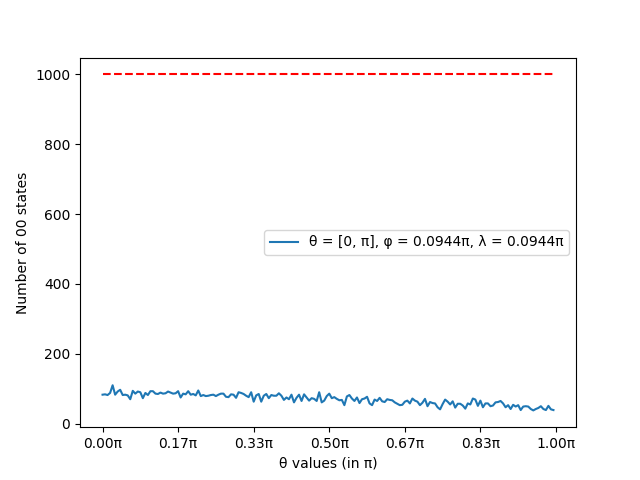 1000
800
600
400
200
0
Number of 00 states
θ = [0, π], φ = 0.0944π, λ = 0.0944π
0.00π 0.17π 0.33π 0.50π 0.67π 0.83π 1.00π
θ values (in π)